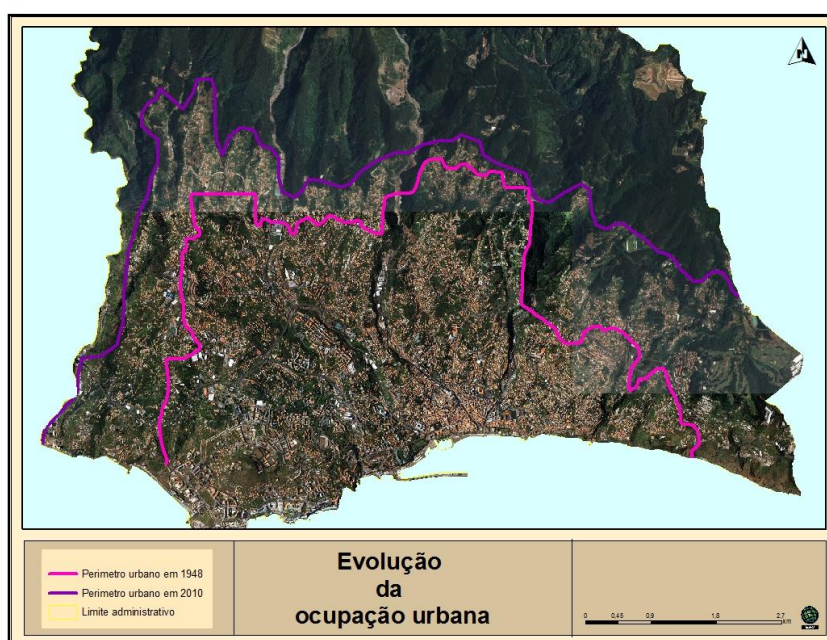 N
Perimetro urbano em 1948
Perimetro urbano em 2010
Limite administrativo
Evolução
da
ocupação urbana
0 0,45 0,9 1,8 2,7
km